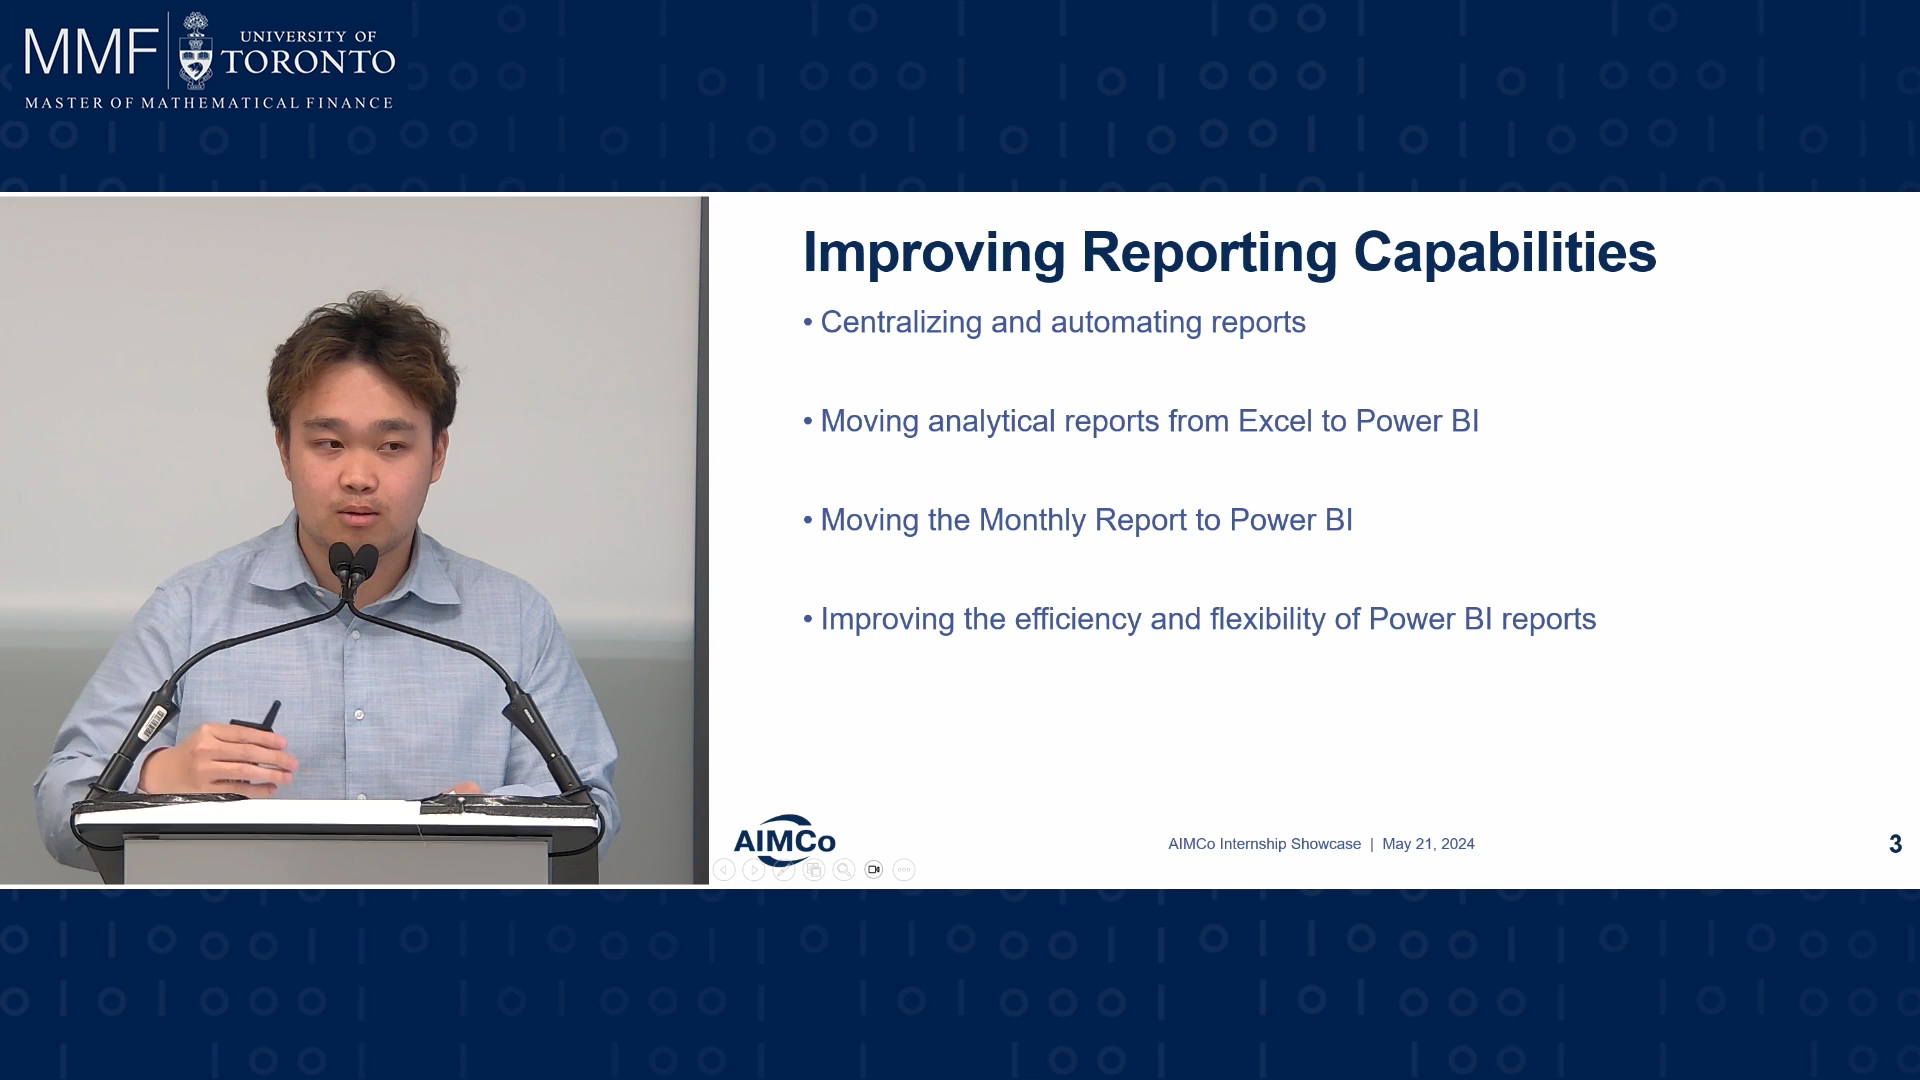 MMF
UNIVERSITY OF
TORONTO
MASTER OF MATHEMATICAL FINANCE
Improving Reporting Capabilities
• Centralizing and automating reports
• Moving analytical reports from Excel to Power BI
• Moving the Monthly Report to Power BI
• Improving the efficiency and flexibility of Power BI reports
AIMCo
AIMCo Internship Showcase | May 21, 2024
3